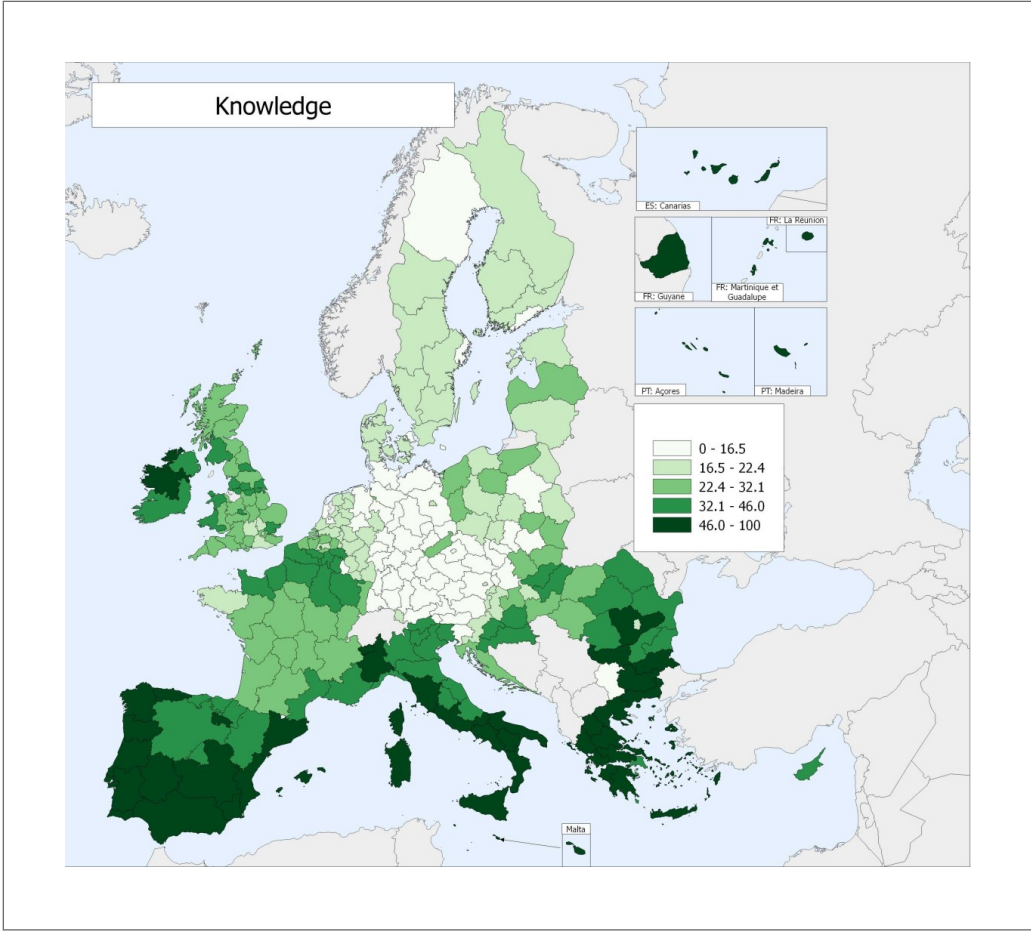 Knowledge
ES: Canarias
FR: La Réunion
FR: Guyane
FR: Martinique et
Guadalupe
PT: Açores
PT: Madeira
0 - 16.5
16.5 - 22.4
22.4 - 32.1
32.1 - 46.0
46.0 - 100
Malta